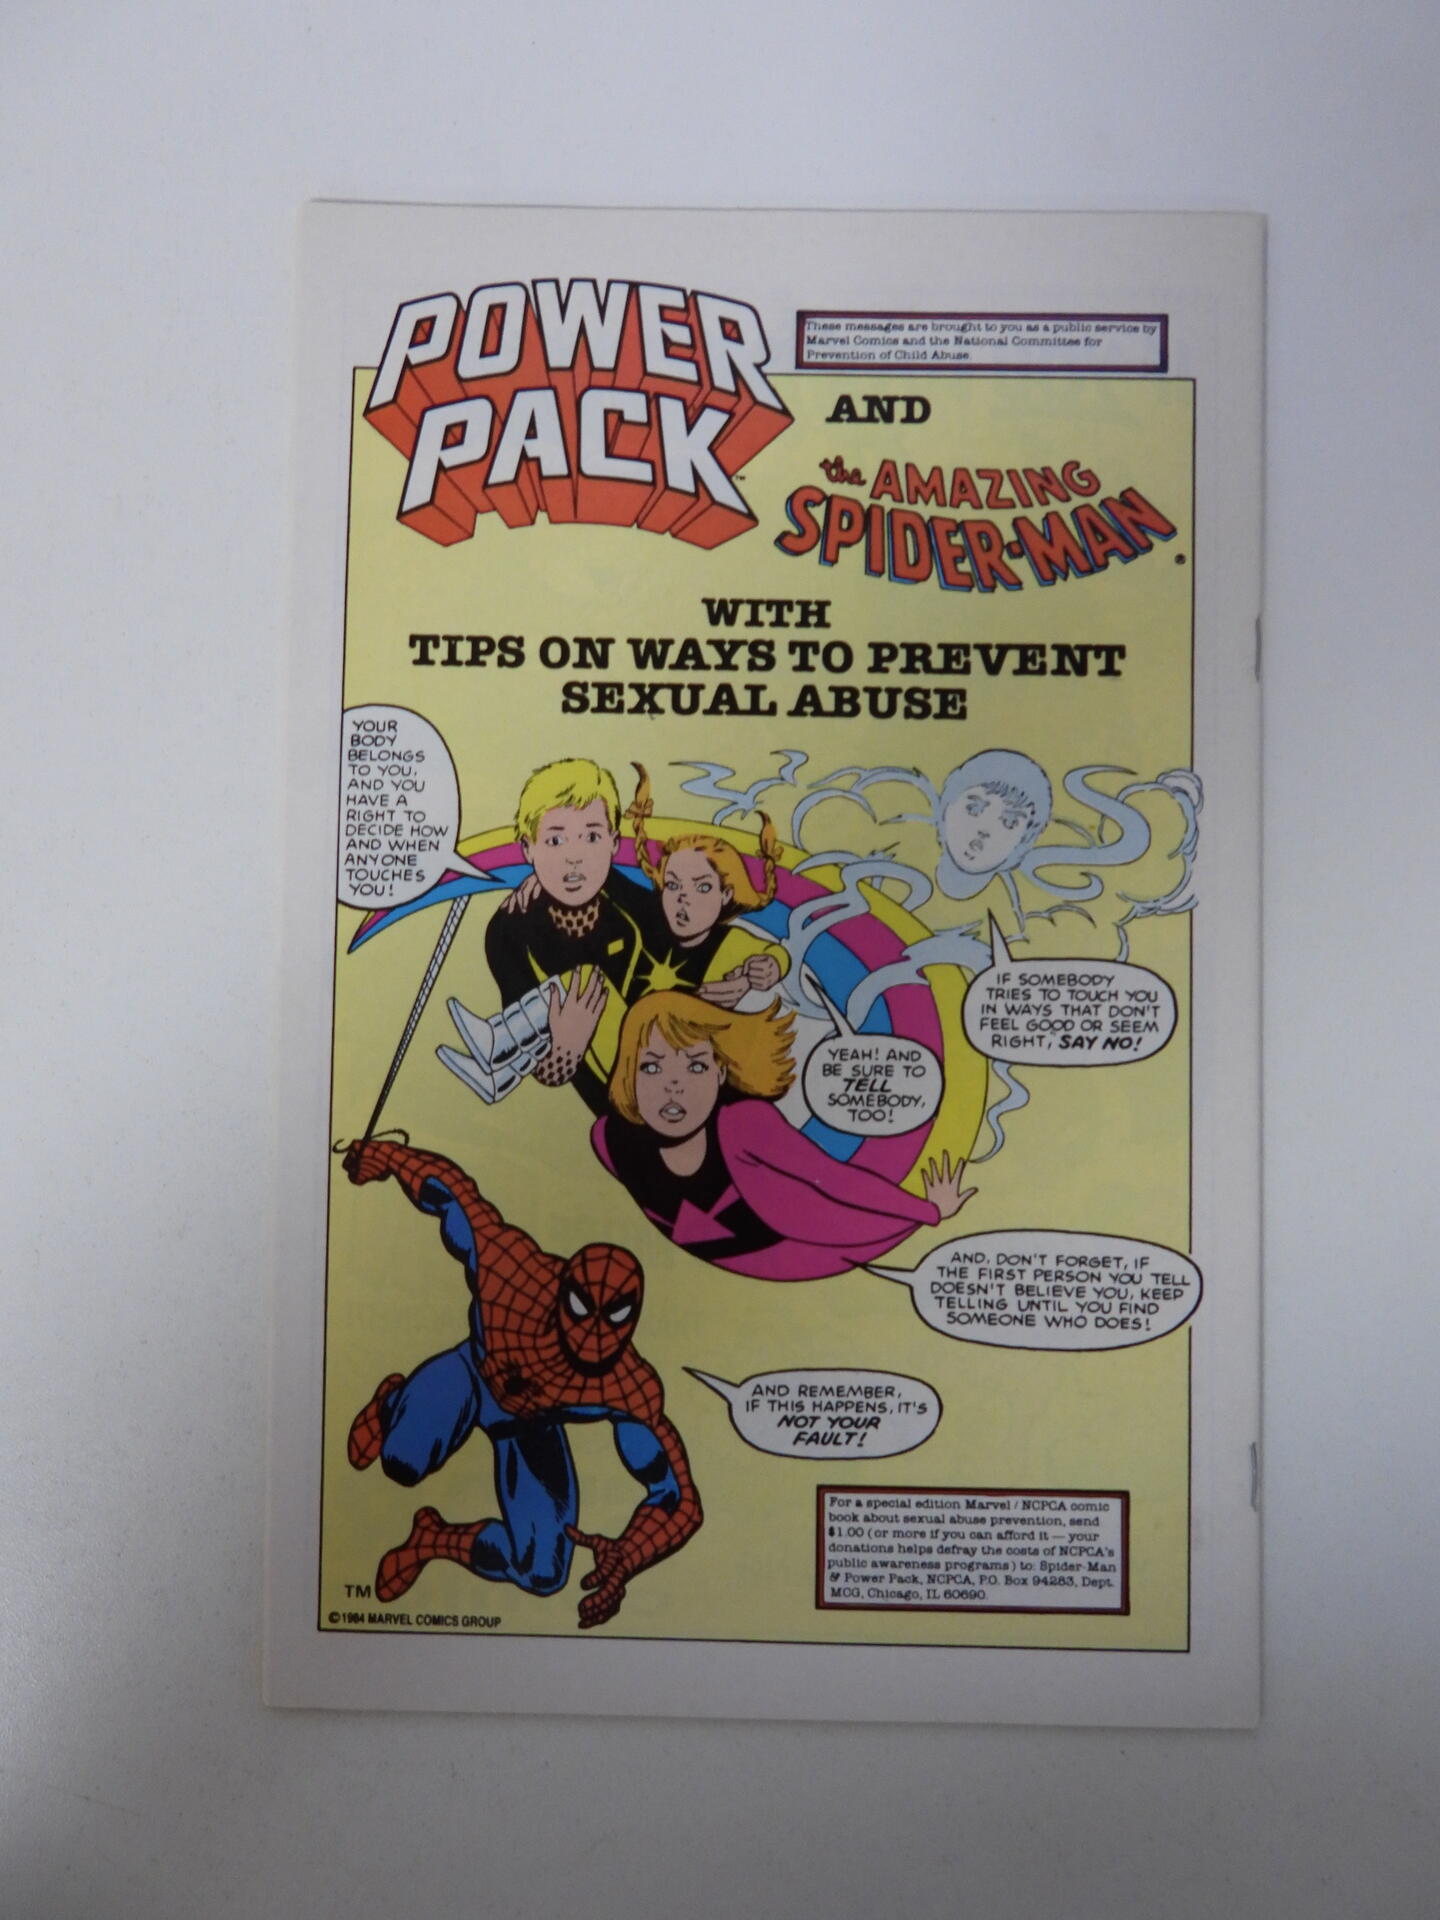 POWER
PACK
TM
These messages are brought to you as a public service by
Marvel Comics and the National Committee for
Prevention of Child Abuse.
AND
the AMAZING
SPIDER-MAN
®
WITH
TIPS ON WAYS TO PREVENT
SEXUAL ABUSE
YOUR
BODY
BELONGS
TO YOU,
AND YOU
HAVE A
RIGHT TO
DECIDE HOW
AND WHEN
ANYONE
TOUCHES
YOU!
IF SOMEBODY
TRIES TO TOUCH YOU
IN WAYS THAT DON'T
FEEL GOOD OR SEEM
RIGHT, SAY NO!
YEAH! AND
BE SURE TO
TELL
SOMEBODY,
TOO!
AND, DON'T FORGET, IF
THE FIRST PERSON YOU TELL
DOESN'T BELIEVE YOU, KEEP
TELLING UNTIL YOU FIND
SOMEONE WHO DOES!
AND REMEMBER,
IF THIS HAPPENS, IT'S
NOT YOUR
FAULT!
For a special edition Marvel / NCPCA comic
book about sexual abuse prevention, send
$1.00 (or more if you can afford it — your
donations helps defray the costs of NCPCA's
public awareness programs) to: Spider-Man
& Power Pack, NCPCA, P.O. Box 94283, Dept.
MCG, Chicago, IL 60690.
TM
©1984 MARVEL COMICS GROUP